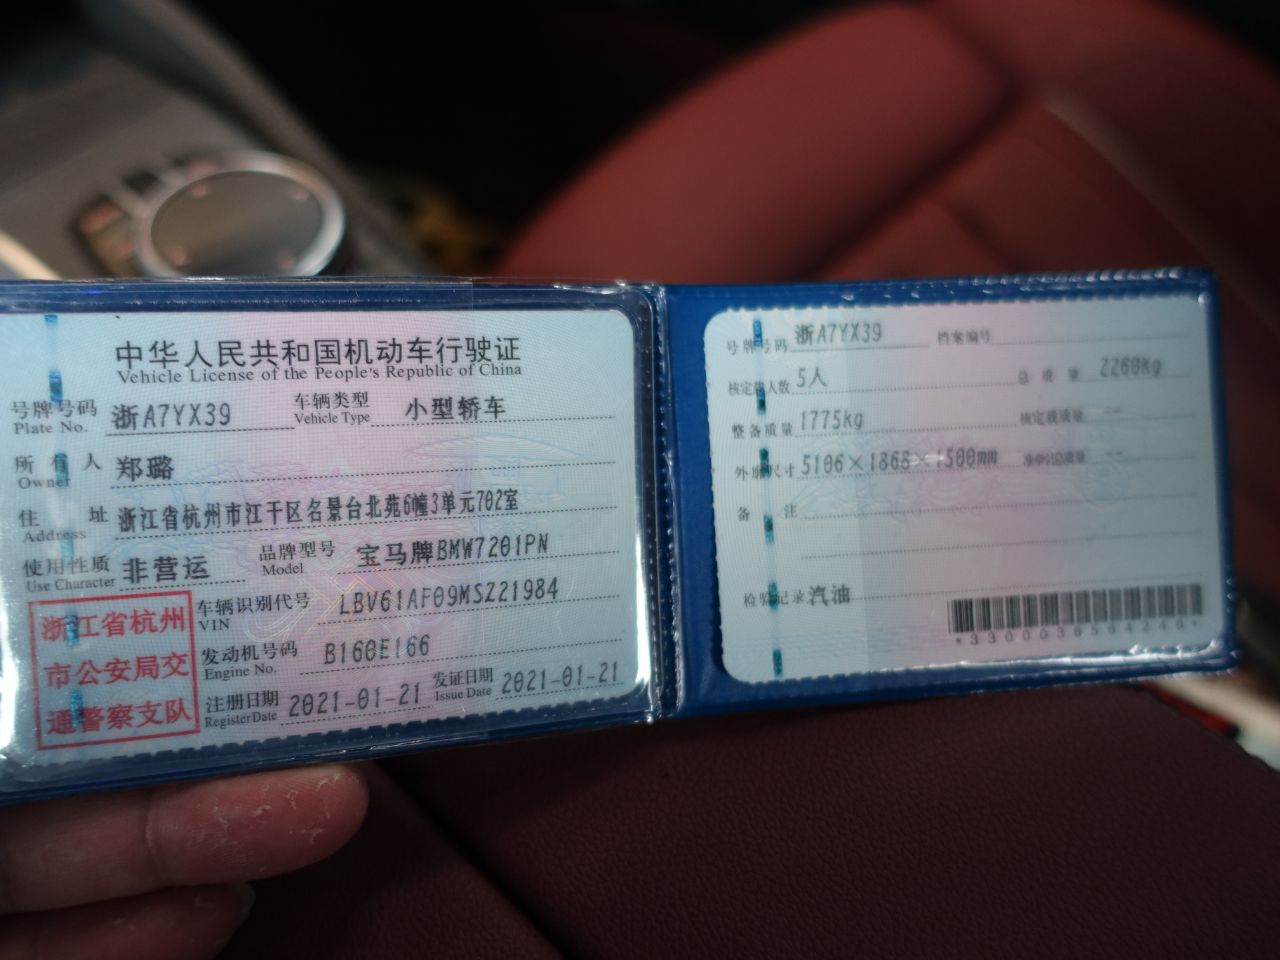 中华人民共和国机动车行驶证
Vehicle License of the People's Republic of China
号牌号码 浙A7YX39 车辆类型 小型轿车
Plate No. Vehicle Type
所有人 郑璐
Owner
住址 浙江省杭州市江干区名景台北苑6幢3单元702室
Address
使用性质 非营运 品牌型号 宝马牌BMW7201PN
Use Character Model
浙江省杭州
市公安局交
通警察支队
车辆识别代号 LBV61AF09MSZ21984
VIN
发动机号码 B160E166
Engine No.
注册日期 2021-01-21 发证日期 2021-01-21
Register Date Issue Date
号牌号码 浙A7YX39 档案编号
核定载人数 5人 总质量 2260kg
整备质量 1775kg 核定载质量 --
外廓尺寸 5106×1868×1500mm 准牵引总质量 --
备注
检验记录 汽油